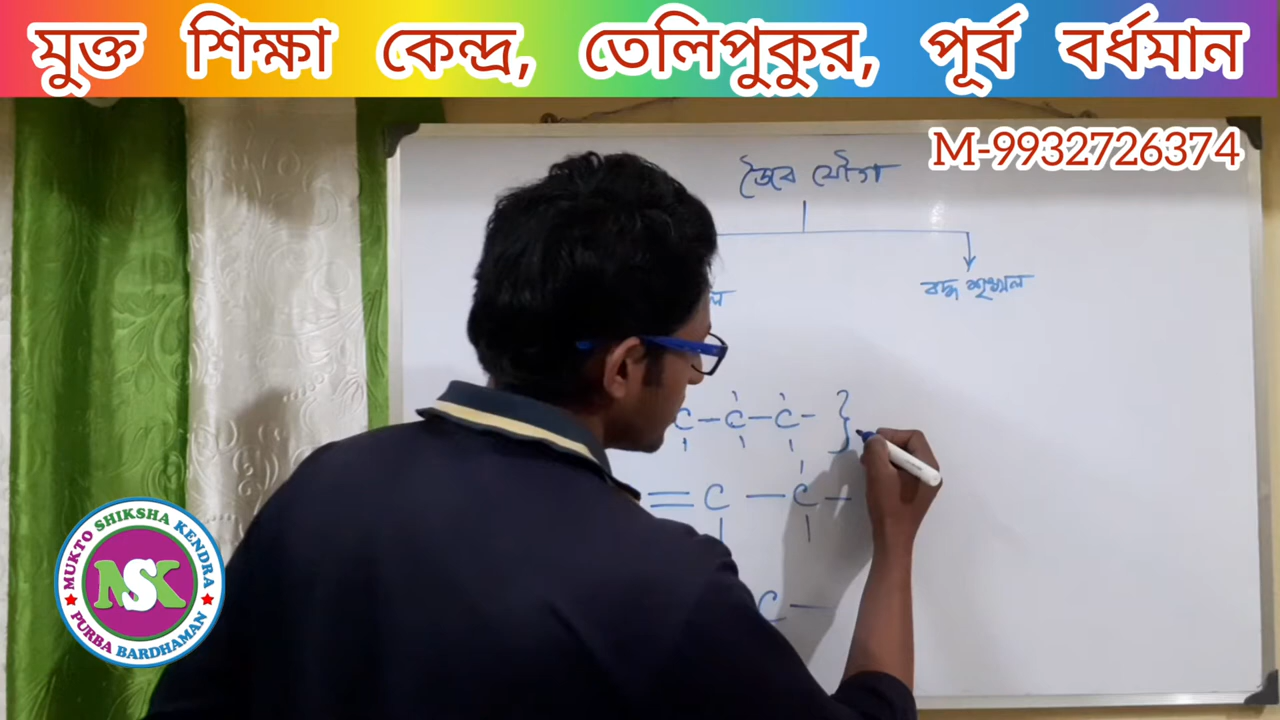 মুক্ত শিক্ষা কেন্দ্র, তেলিপুকুর, পূর্ব বর্ধমান
M-9932726374
জৈব যৌগ
বদ্ধ শৃঙ্খল
C - C - C -
= C - C -
C -
MUKTO SHIKSHA KENDRA
MSK
PURBA BARDHAMAN